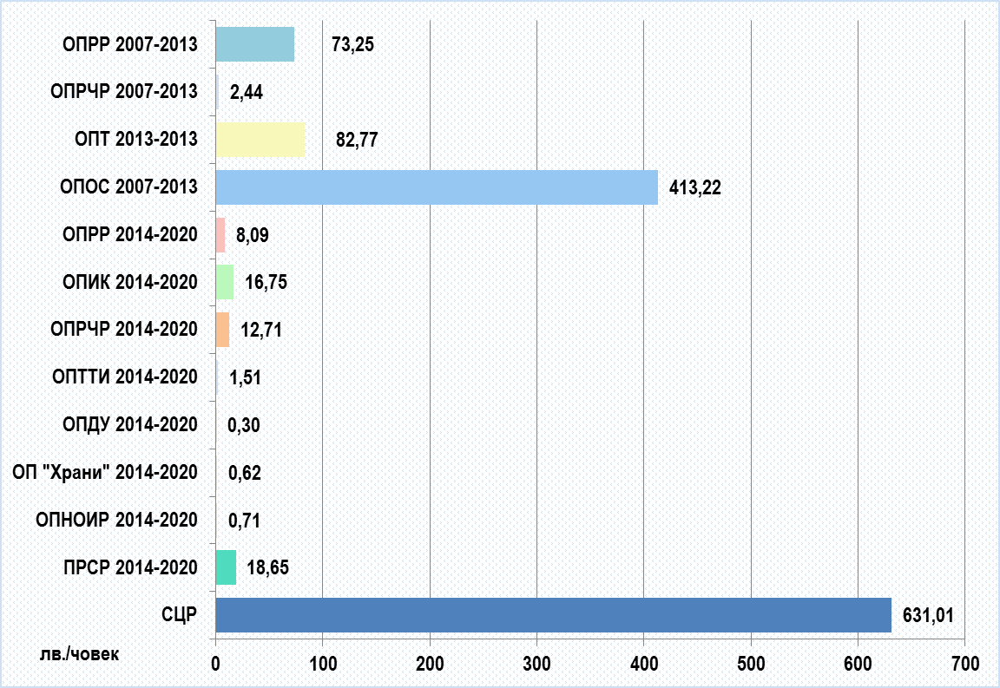 ОПРР 2007-2013 73,25
ОПРЧР 2007-2013 2,44
ОПТ 2013-2013 82,77
ОПОС 2007-2013 413,22
ОПРР 2014-2020 8,09
ОПИК 2014-2020 16,75
ОПРЧР 2014-2020 12,71
ОПТТИ 2014-2020 1,51
ОПДУ 2014-2020 0,30
ОП "Храни" 2014-2020 0,62
ОПНОИР 2014-2020 0,71
ПРСР 2014-2020 18,65
СЦР 631,01
лв./човек
0 100 200 300 400 500 600 700